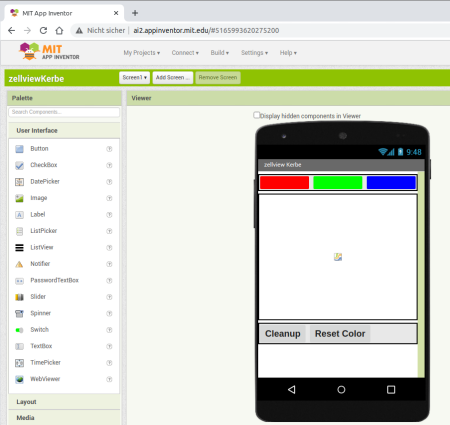 MIT App Inventor
Nicht sicher | ai2.appinventor.mit.edu/#5165993620275200
MIT
APP INVENTOR
My Projects ▾ Connect ▾ Build ▾ Settings ▾ Help ▾
zellviewKerbe
Screen1 ▾ Add Screen ... Remove Screen
Palette
Viewer
Search Components...
Display hidden components in Viewer
User Interface
Button
CheckBox
DatePicker
Image
Label
ListPicker
ListView
Notifier
PasswordTextBox
Slider
Spinner
Switch
TextBox
TimePicker
WebViewer
Layout
Media
9:48
zellview Kerbe
Cleanup Reset Color